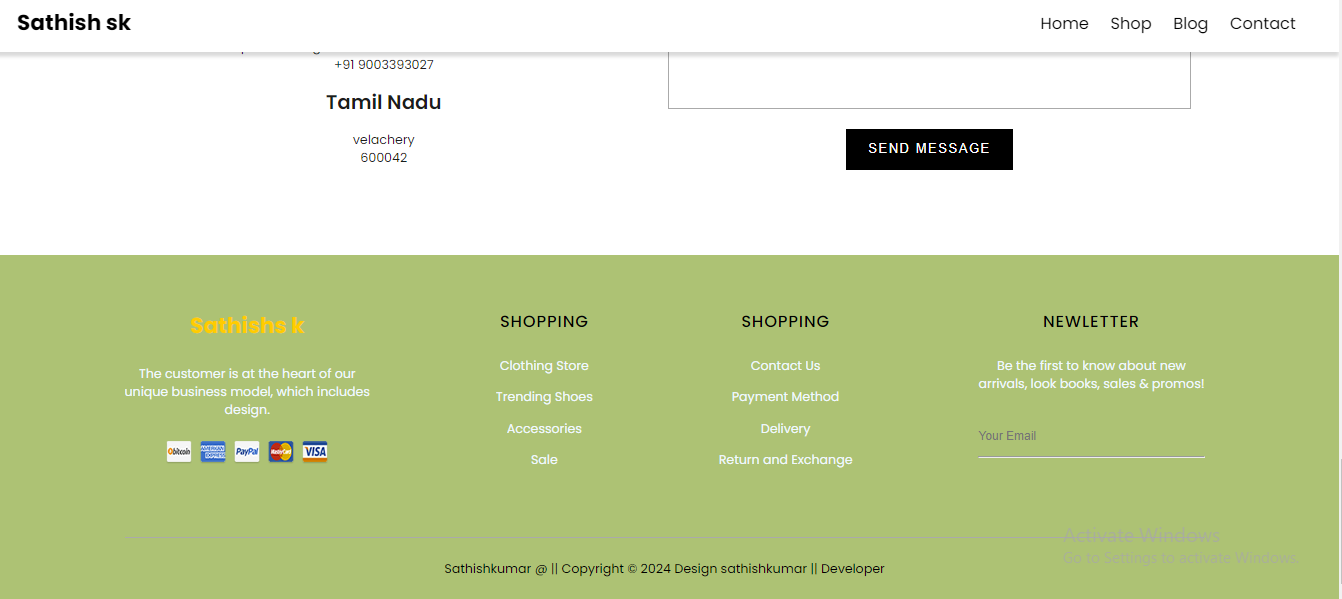 Sathish sk
Home Shop Blog Contact
+91 9003393027
Tamil Nadu
velachery
600042
SEND MESSAGE
Sathishs k
The customer is at the heart of our
unique business model, which includes
design.
bitcoin AMERICAN EXPRESS PayPal MasterCard VISA
SHOPPING
Clothing Store
Trending Shoes
Accessories
Sale
SHOPPING
Contact Us
Payment Method
Delivery
Return and Exchange
NEWLETTER
Be the first to know about new
arrivals, look books, sales & promos!
Your Email
Activate Windows
Go to Settings to activate Windows.
Sathishkumar @ || Copyright © 2024 Design sathishkumar || Developer